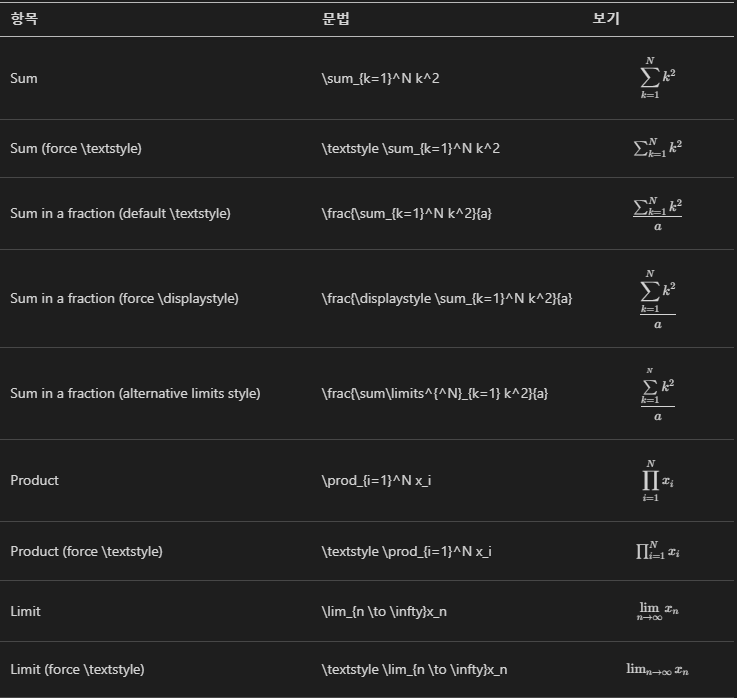 항목 문법 보기
Sum \sum_{k=1}^N k^2 $\sum_{k=1}^N k^2$
Sum (force \textstyle) \textstyle \sum_{k=1}^N k^2 $\textstyle \sum_{k=1}^N k^2$
Sum in a fraction (default \textstyle) \frac{\sum_{k=1}^N k^2}{a} $\frac{\sum_{k=1}^N k^2}{a}$
Sum in a fraction (force \displaystyle) \frac{\displaystyle \sum_{k=1}^N k^2}{a} $\frac{\displaystyle \sum_{k=1}^N k^2}{a}$
Sum in a fraction (alternative limits style) \frac{\sum\limits^{^N}_{k=1} k^2}{a} $\frac{\sum\limits^{^N}_{k=1} k^2}{a}$
Product \prod_{i=1}^N x_i $\prod_{i=1}^N x_i$
Product (force \textstyle) \textstyle \prod_{i=1}^N x_i $\textstyle \prod_{i=1}^N x_i$
Limit \lim_{n \to \infty}x_n $\lim_{n \to \infty}x_n$
Limit (force \textstyle) \textstyle \lim_{n \to \infty}x_n $\textstyle \lim_{n \to \infty}x_n$